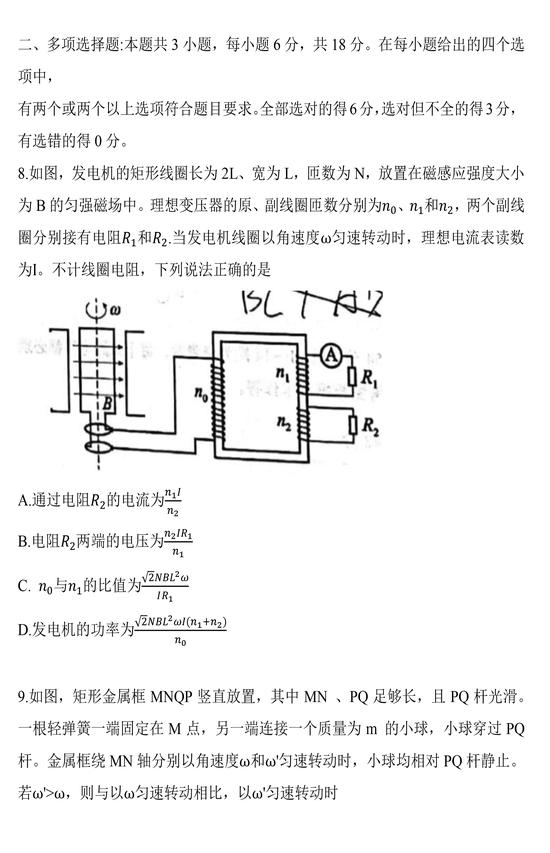 二、多项选择题:本题共 3 小题，每小题 6 分，共 18 分。在每小题给出的四个选
项中，
有两个或两个以上选项符合题目要求。全部选对的得6分，选对但不全的得3分，
有选错的得 0 分。
8.如图，发电机的矩形线圈长为 2L、宽为 L，匝数为 N，放置在磁感应强度大小
为 B 的匀强磁场中。理想变压器的原、副线圈匝数分别为n₀、n₁和n₂，两个副线
圈分别接有电阻R₁和R₂.当发电机线圈以角速度ω匀速转动时，理想电流表读数
为I。不计线圈电阻，下列说法正确的是
ω
A
n₁
R₁
n₀
B
n₂
R₂
A.通过电阻R₂的电流为n₁I/n₂
B.电阻R₂两端的电压为n₂IR₁/n₁
C. n₀与n₁的比值为√2NBL²ω/IR₁
D.发电机的功率为√2NBL²ωI(n₁+n₂)/n₀
9.如图，矩形金属框 MNQP 竖直放置，其中 MN 、PQ 足够长，且 PQ 杆光滑。
一根轻弹簧一端固定在 M 点，另一端连接一个质量为 m 的小球，小球穿过 PQ
杆。金属框绕 MN 轴分别以角速度ω和ω'匀速转动时，小球均相对 PQ 杆静止。
若ω'>ω，则与以ω匀速转动相比，以ω'匀速转动时